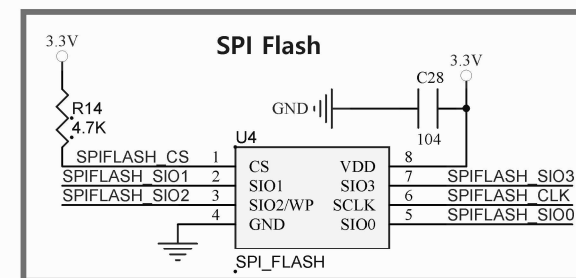 SPI Flash
3.3V
3.3V
R14
4.7K
C28
GND
104
U4
SPIFLASH_CS 1 CS VDD 8
SPIFLASH_SIO1 2 SIO1 SIO3 7 SPIFLASH_SIO3
SPIFLASH_SIO2 3 SIO2/WP SCLK 6 SPIFLASH_CLK
4 GND SIO0 5 SPIFLASH_SIO0
SPI_FLASH